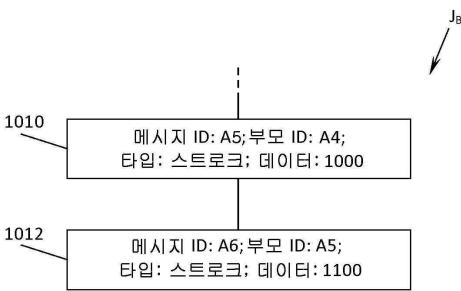 J_B
1010
메시지 ID: A5;부모 ID: A4;
타입: 스트로크; 데이터: 1000
1012
메시지 ID: A6;부모 ID: A5;
타입: 스트로크; 데이터: 1100